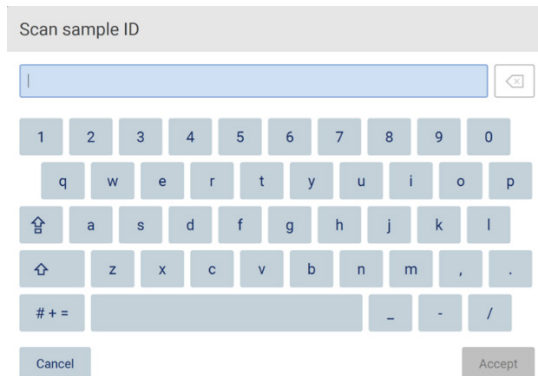 Scan sample ID
1 2 3 4 5 6 7 8 9 0
q w e r t y u i o p
a s d f g h j k l
z x c v b n m , .
# + = _ - /
Cancel Accept